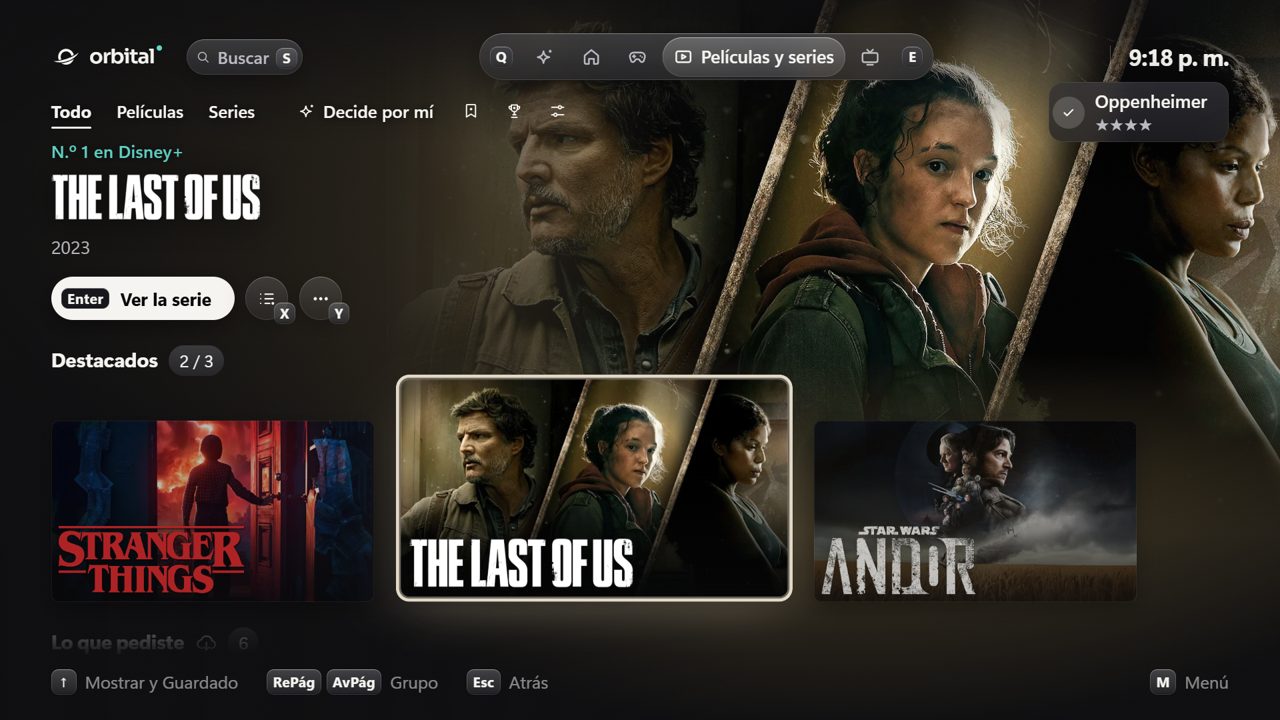 orbital
Buscar S
Q
Películas y series
E
9:18 p. m.
Todo
Películas
Series
Decide por mí
Oppenheimer
★★★★
N.º 1 en Disney+
THE LAST OF US
2023
Enter Ver la serie
X
Y
Destacados 2 / 3
STRANGER
THINGS
THE LAST OF US
STAR WARS
ANDOR
Lo que pediste 6
↑ Mostrar y Guardado
RePág AvPág Grupo
Esc Atrás
M Menú